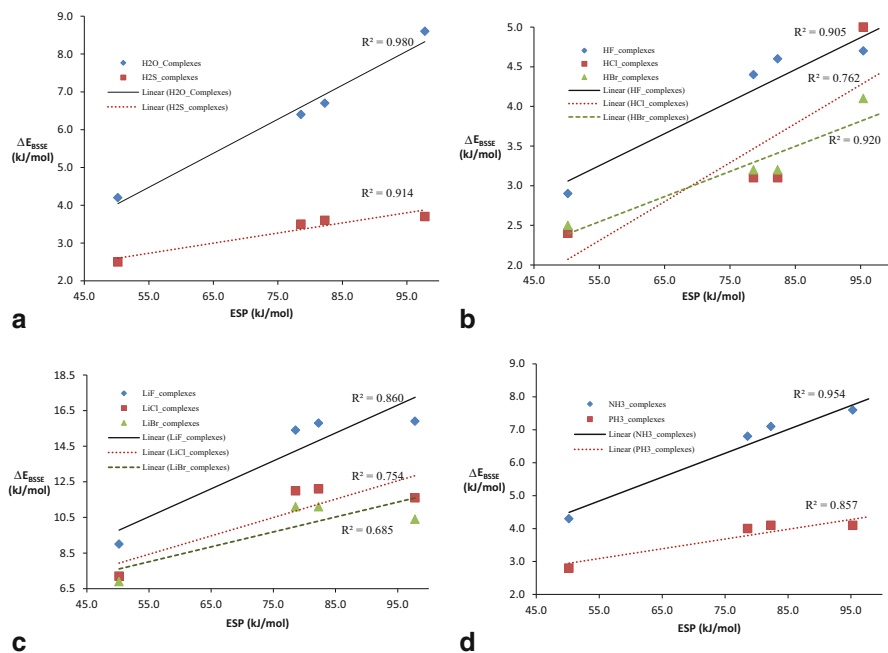 9.0
8.0
7.0
6.0
5.0
4.0
3.0
2.0
ΔE_BSSE
(kJ/mol)
H2O_Complexes
H2S_complexes
Linear (H2O_Complexes)
Linear (H2S_complexes)
R² = 0.980
R² = 0.914
45.0 55.0 65.0 75.0 85.0 95.0
ESP (kJ/mol)
a
5.0
4.5
4.0
3.5
3.0
2.5
2.0
ΔE_BSSE
(kJ/mol)
HF_complexes
HCl_complexes
HBr_complexes
Linear (HF_complexes)
Linear (HCl_complexes)
Linear (HBr_complexes)
R² = 0.905
R² = 0.762
R² = 0.920
45.0 55.0 65.0 75.0 85.0 95.0
ESP (kJ/mol)
b
18.5
16.5
14.5
12.5
10.5
8.5
6.5
ΔE_BSSE
(kJ/mol)
LiF_complexes
LiCl_complexes
LiBr_complexes
Linear (LiF_complexes)
Linear (LiCl_complexes)
Linear (LiBr_complexes)
R² = 0.860
R² = 0.754
R² = 0.685
45.0 55.0 65.0 75.0 85.0 95.0
ESP (kJ/mol)
c
9.0
8.0
7.0
6.0
5.0
4.0
3.0
2.0
ΔE_BSSE
(kJ/mol)
NH3_complexes
PH3_complexes
Linear (NH3_complexes)
Linear (PH3_complexes)
R² = 0.954
R² = 0.857
45.0 55.0 65.0 75.0 85.0 95.0
ESP (kJ/mol)
d